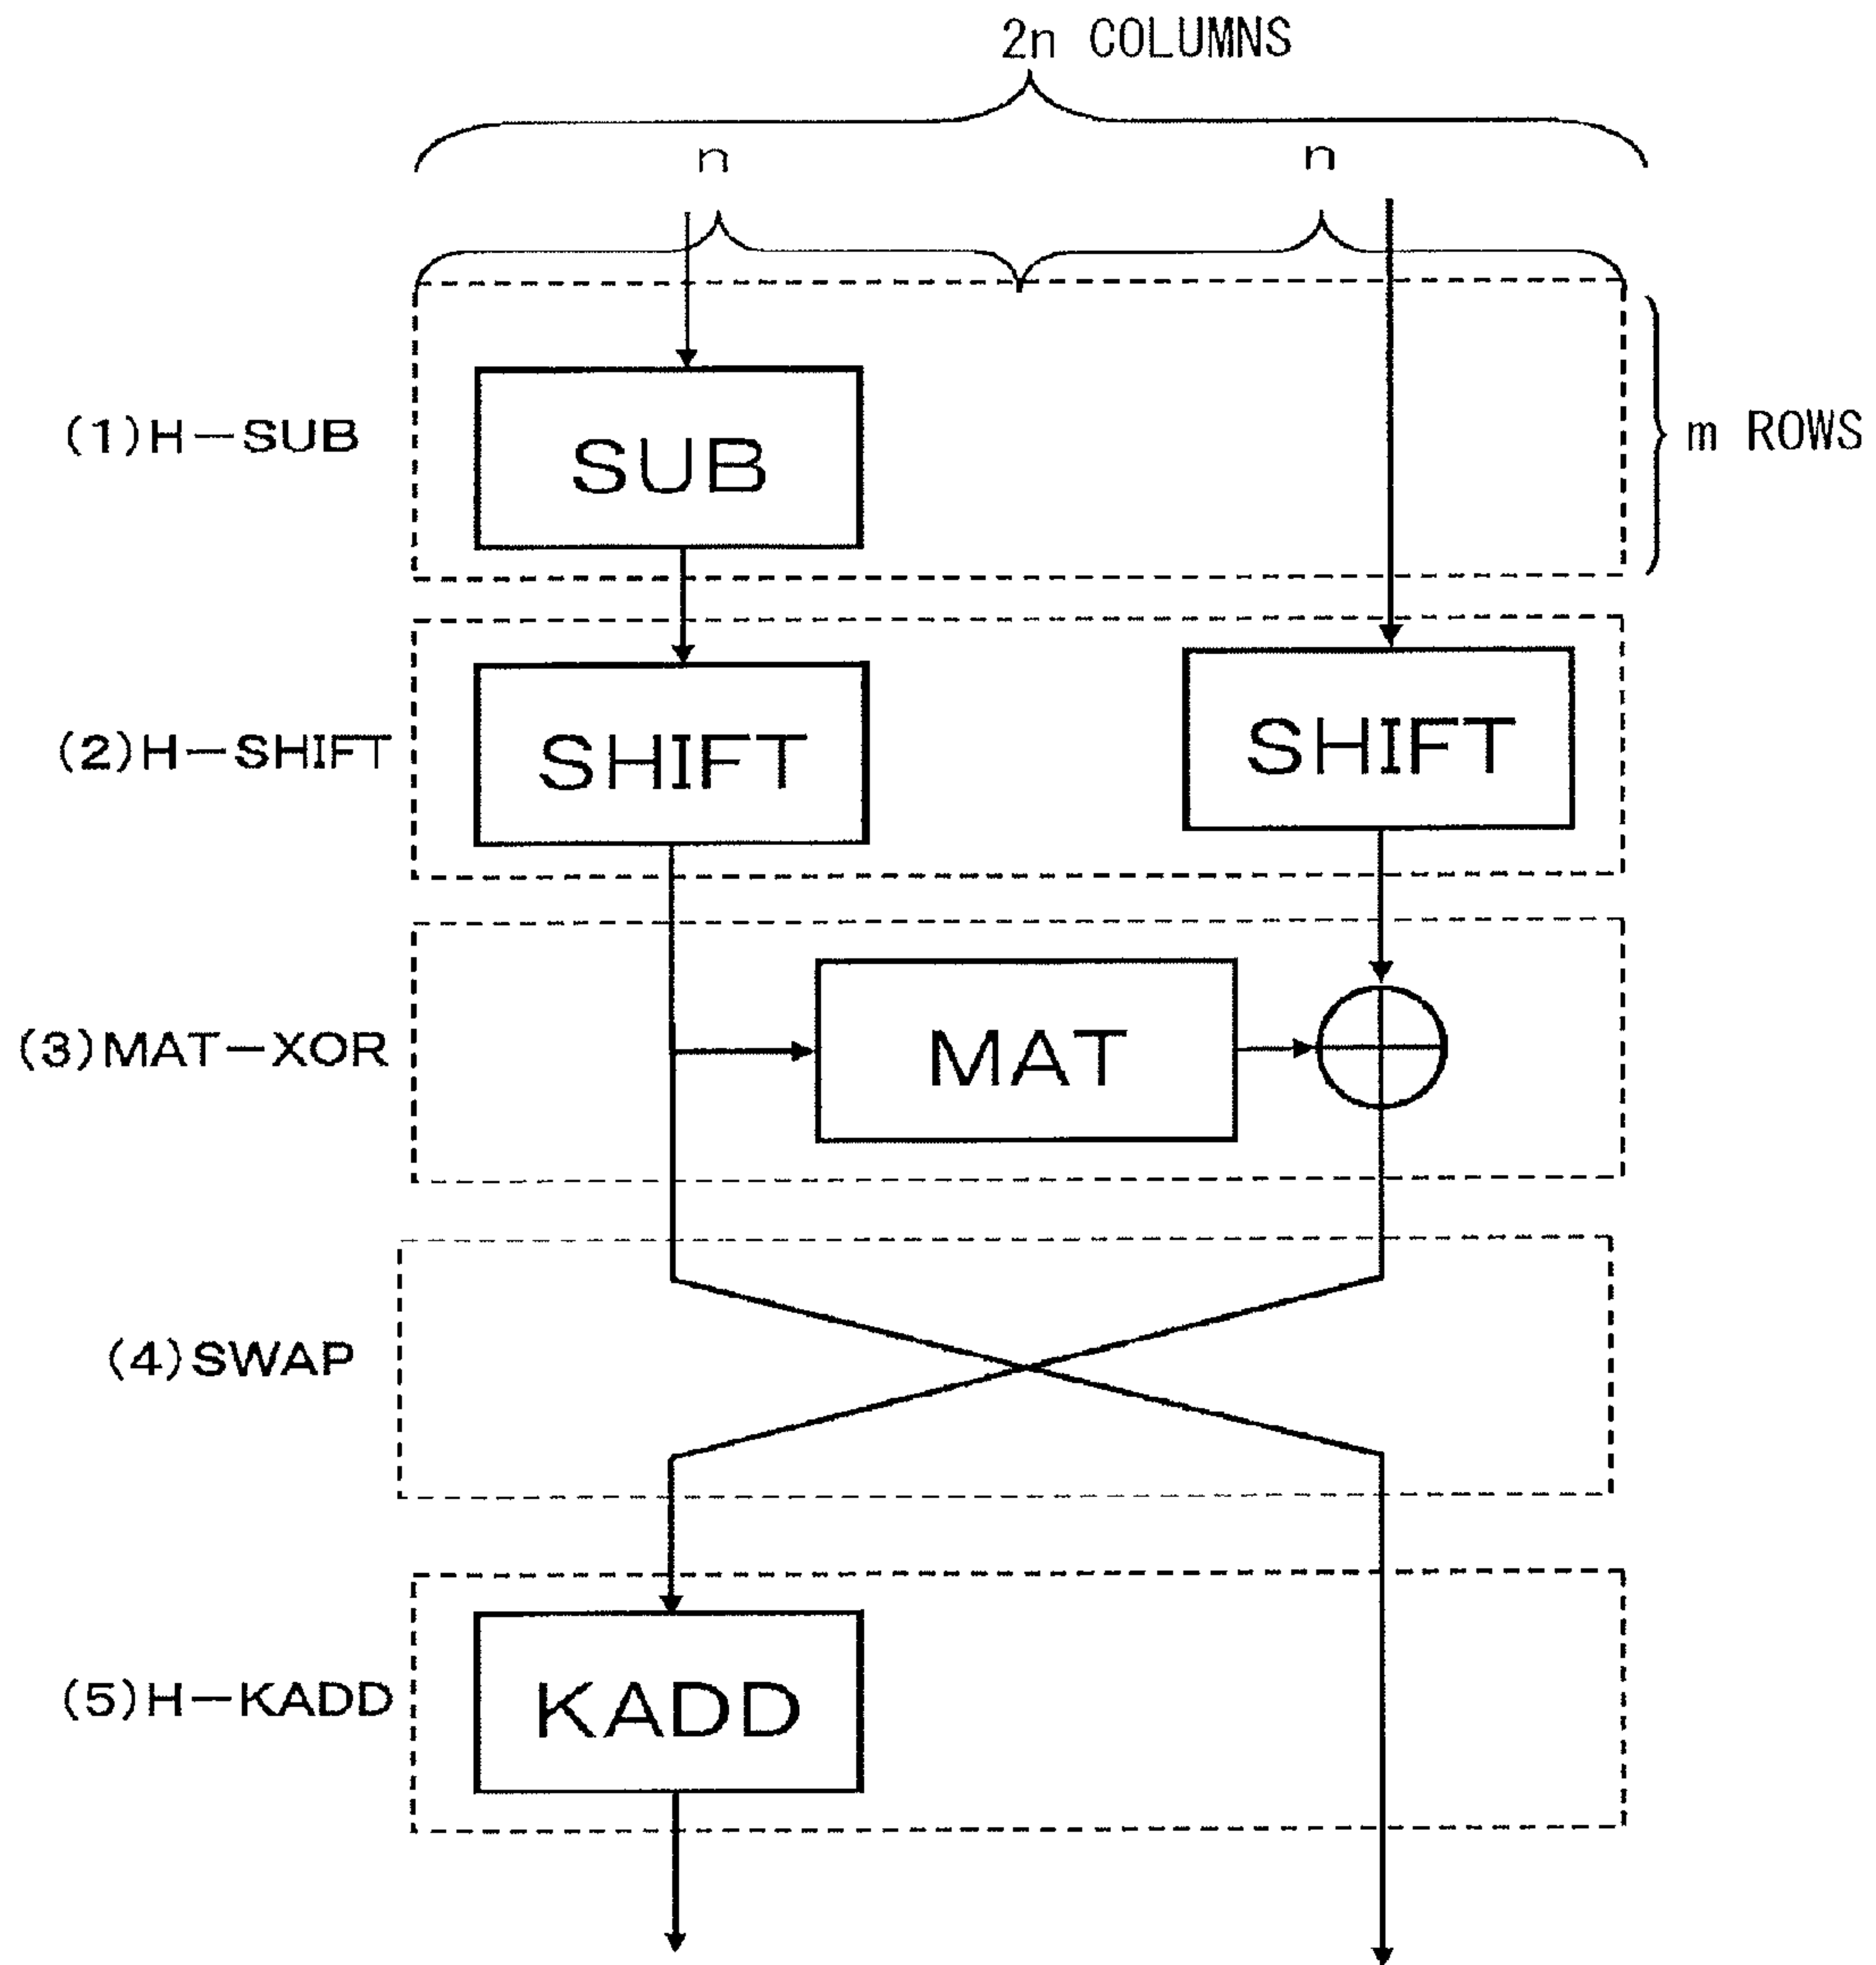 2n COLUMNS
n
n
(1)H-SUB
SUB
m ROWS
(2)H-SHIFT
SHIFT
SHIFT
(3)MAT-XOR
MAT
(4)SWAP
(5)H-KADD
KADD